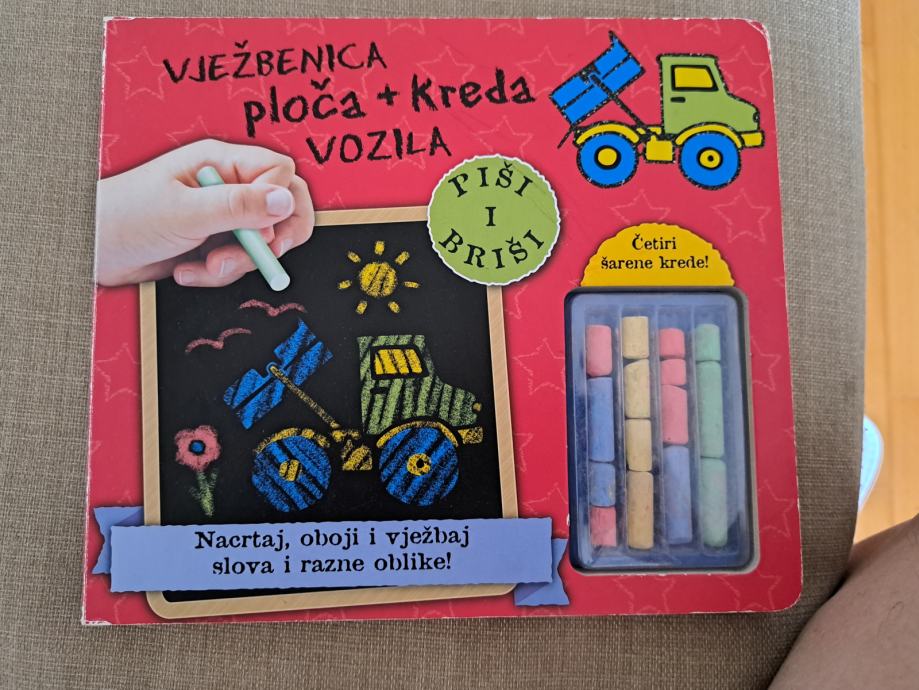 VJEŽBENICA
ploča + kreda
VOZILA
PIŠI
I
BRIŠI
Četiri
šarene krede!
Nacrtaj, oboji i vježbaj
slova i razne oblike!